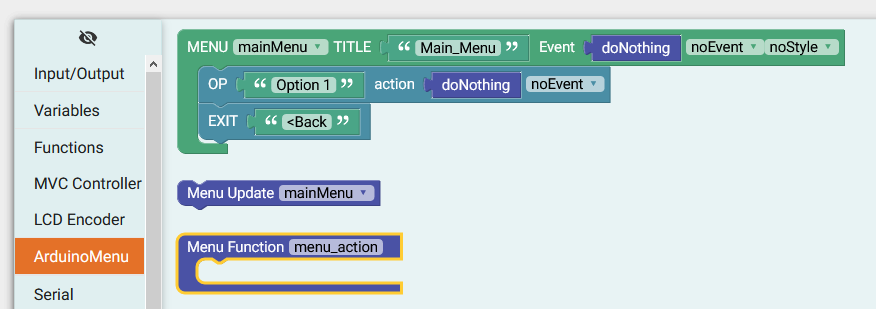 Input/Output
Variables
Functions
MVC Controller
LCD Encoder
ArduinoMenu
Serial
MENU mainMenu TITLE “ Main_Menu ” Event doNothing noEvent noStyle
OP “ Option 1 ” action doNothing noEvent
EXIT “ <Back ”
Menu Update mainMenu
Menu Function menu_action